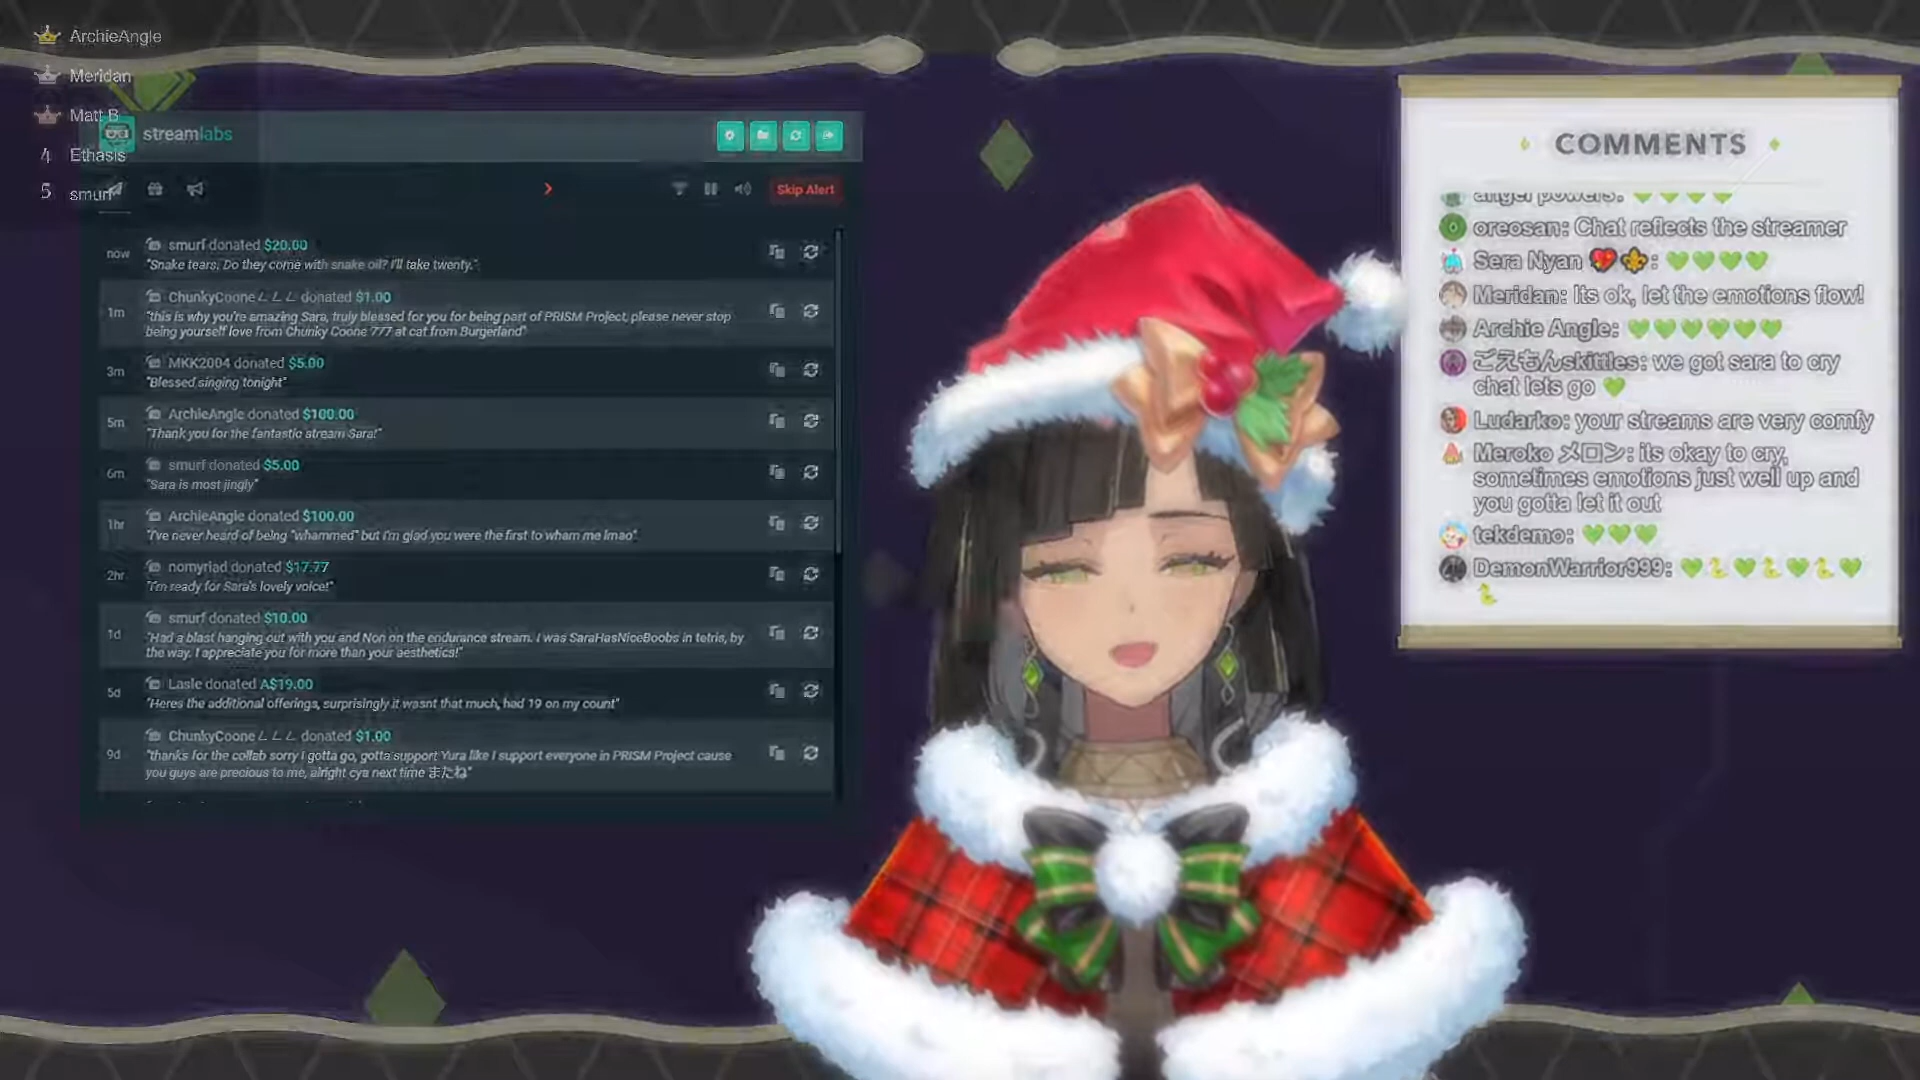 ArchieAngle
Meridan
Matt B
4 Ethasis
5 smurf
streamlabs
Skip Alert
now
smurf donated $20.00
"Snake tears. Do they come with snake oil? I'll take twenty."
1m
ChunkyCooneㄥㄥㄥ donated $1.00
"this is why you're amazing Sara, truly blessed for you for being part of PRISM Project, please never stop
being yourself love from Chunky Coone 777 at cat from Burgerland"
3m
MKK2004 donated $5.00
"Blessed singing tonight"
5m
ArchieAngle donated $100.00
"Thank you for the fantastic stream Sara!"
6m
smurf donated $5.00
"Sara is most jingly"
1hr
ArchieAngle donated $100.00
"I've never heard of being "whammed" but I'm glad you were the first to wham me lmao"
2hr
nomyriad donated $17.77
"I'm ready for Sara's lovely voice!"
1d
smurf donated $10.00
"Had a blast hanging out with you and Non on the endurance stream. I was SaraHasNiceBoobs in tetris, by
the way. I appreciate you for more than your aesthetics!"
5d
Lasle donated A$19.00
"Heres the additional offerings, surprisingly it wasnt that much, had 19 on my count"
9d
ChunkyCooneㄥㄥㄥ donated $1.00
"thanks for the collab sorry I gotta go, gotta support Yura like I support everyone in PRISM Project cause
you guys are precious to me, alright cya next time またね"
COMMENTS
angel powers: 💚💚💚💚
oreosan: Chat reflects the streamer
Sera Nyan 💖⚜: 💚💚💚💚
Meridan: Its ok, let the emotions flow!
Archie Angle: 💚💚💚💚💚💚
ごえもんskittles: we got sara to cry
chat lets go 💚
Ludarko: your streams are very comfy
Meroko メロン: its okay to cry,
sometimes emotions just well up and
you gotta let it out
tekdemo: 💚💚💚
DemonWarrior999: 💚🐍💚🐍💚🐍💚
🐍